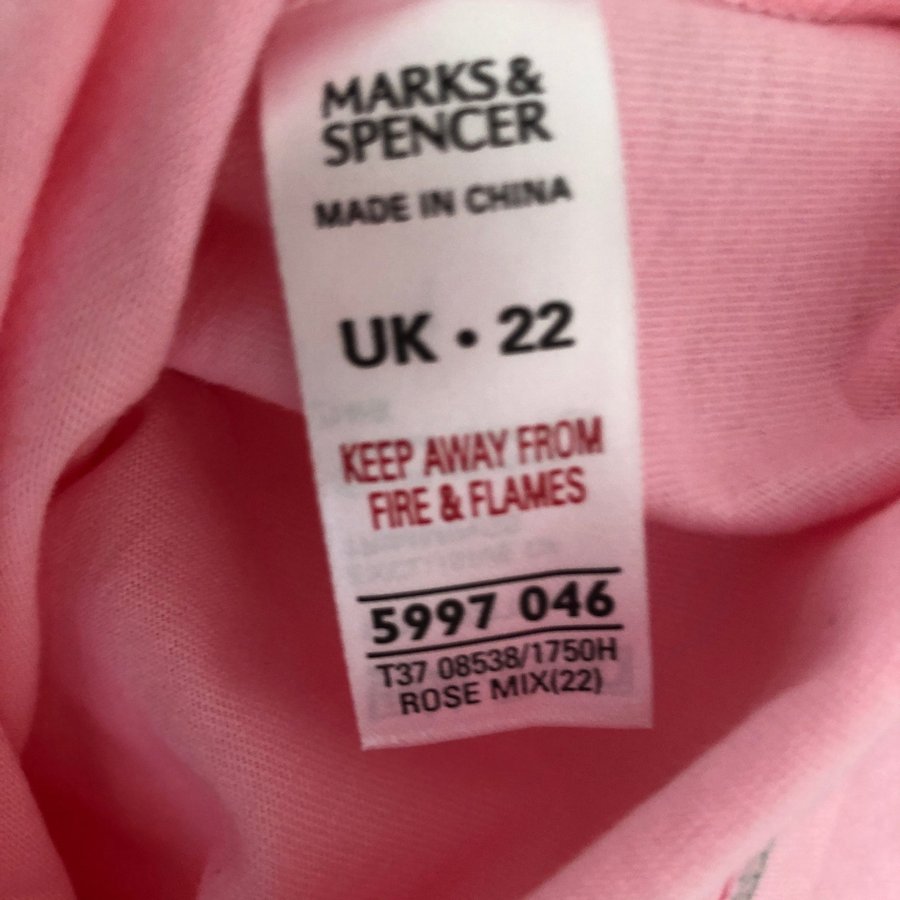 MARKS &
SPENCER
MADE IN CHINA
UK • 22
KEEP AWAY FROM
FIRE & FLAMES
5997 046
T37 08538/1750H
ROSE MIX(22)